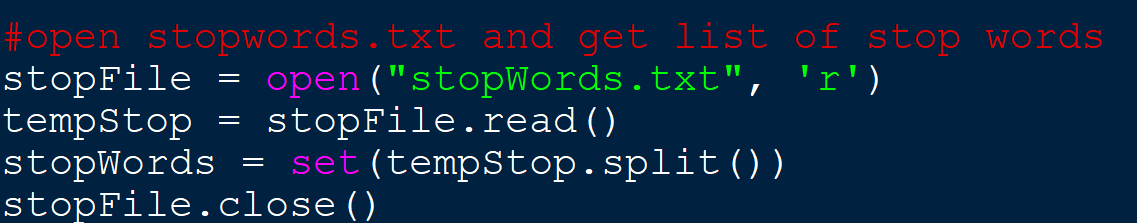 #open stopwords.txt and get list of stop words
stopFile = open("stopWords.txt", 'r')
tempStop = stopFile.read()
stopWords = set(tempStop.split())
stopFile.close()